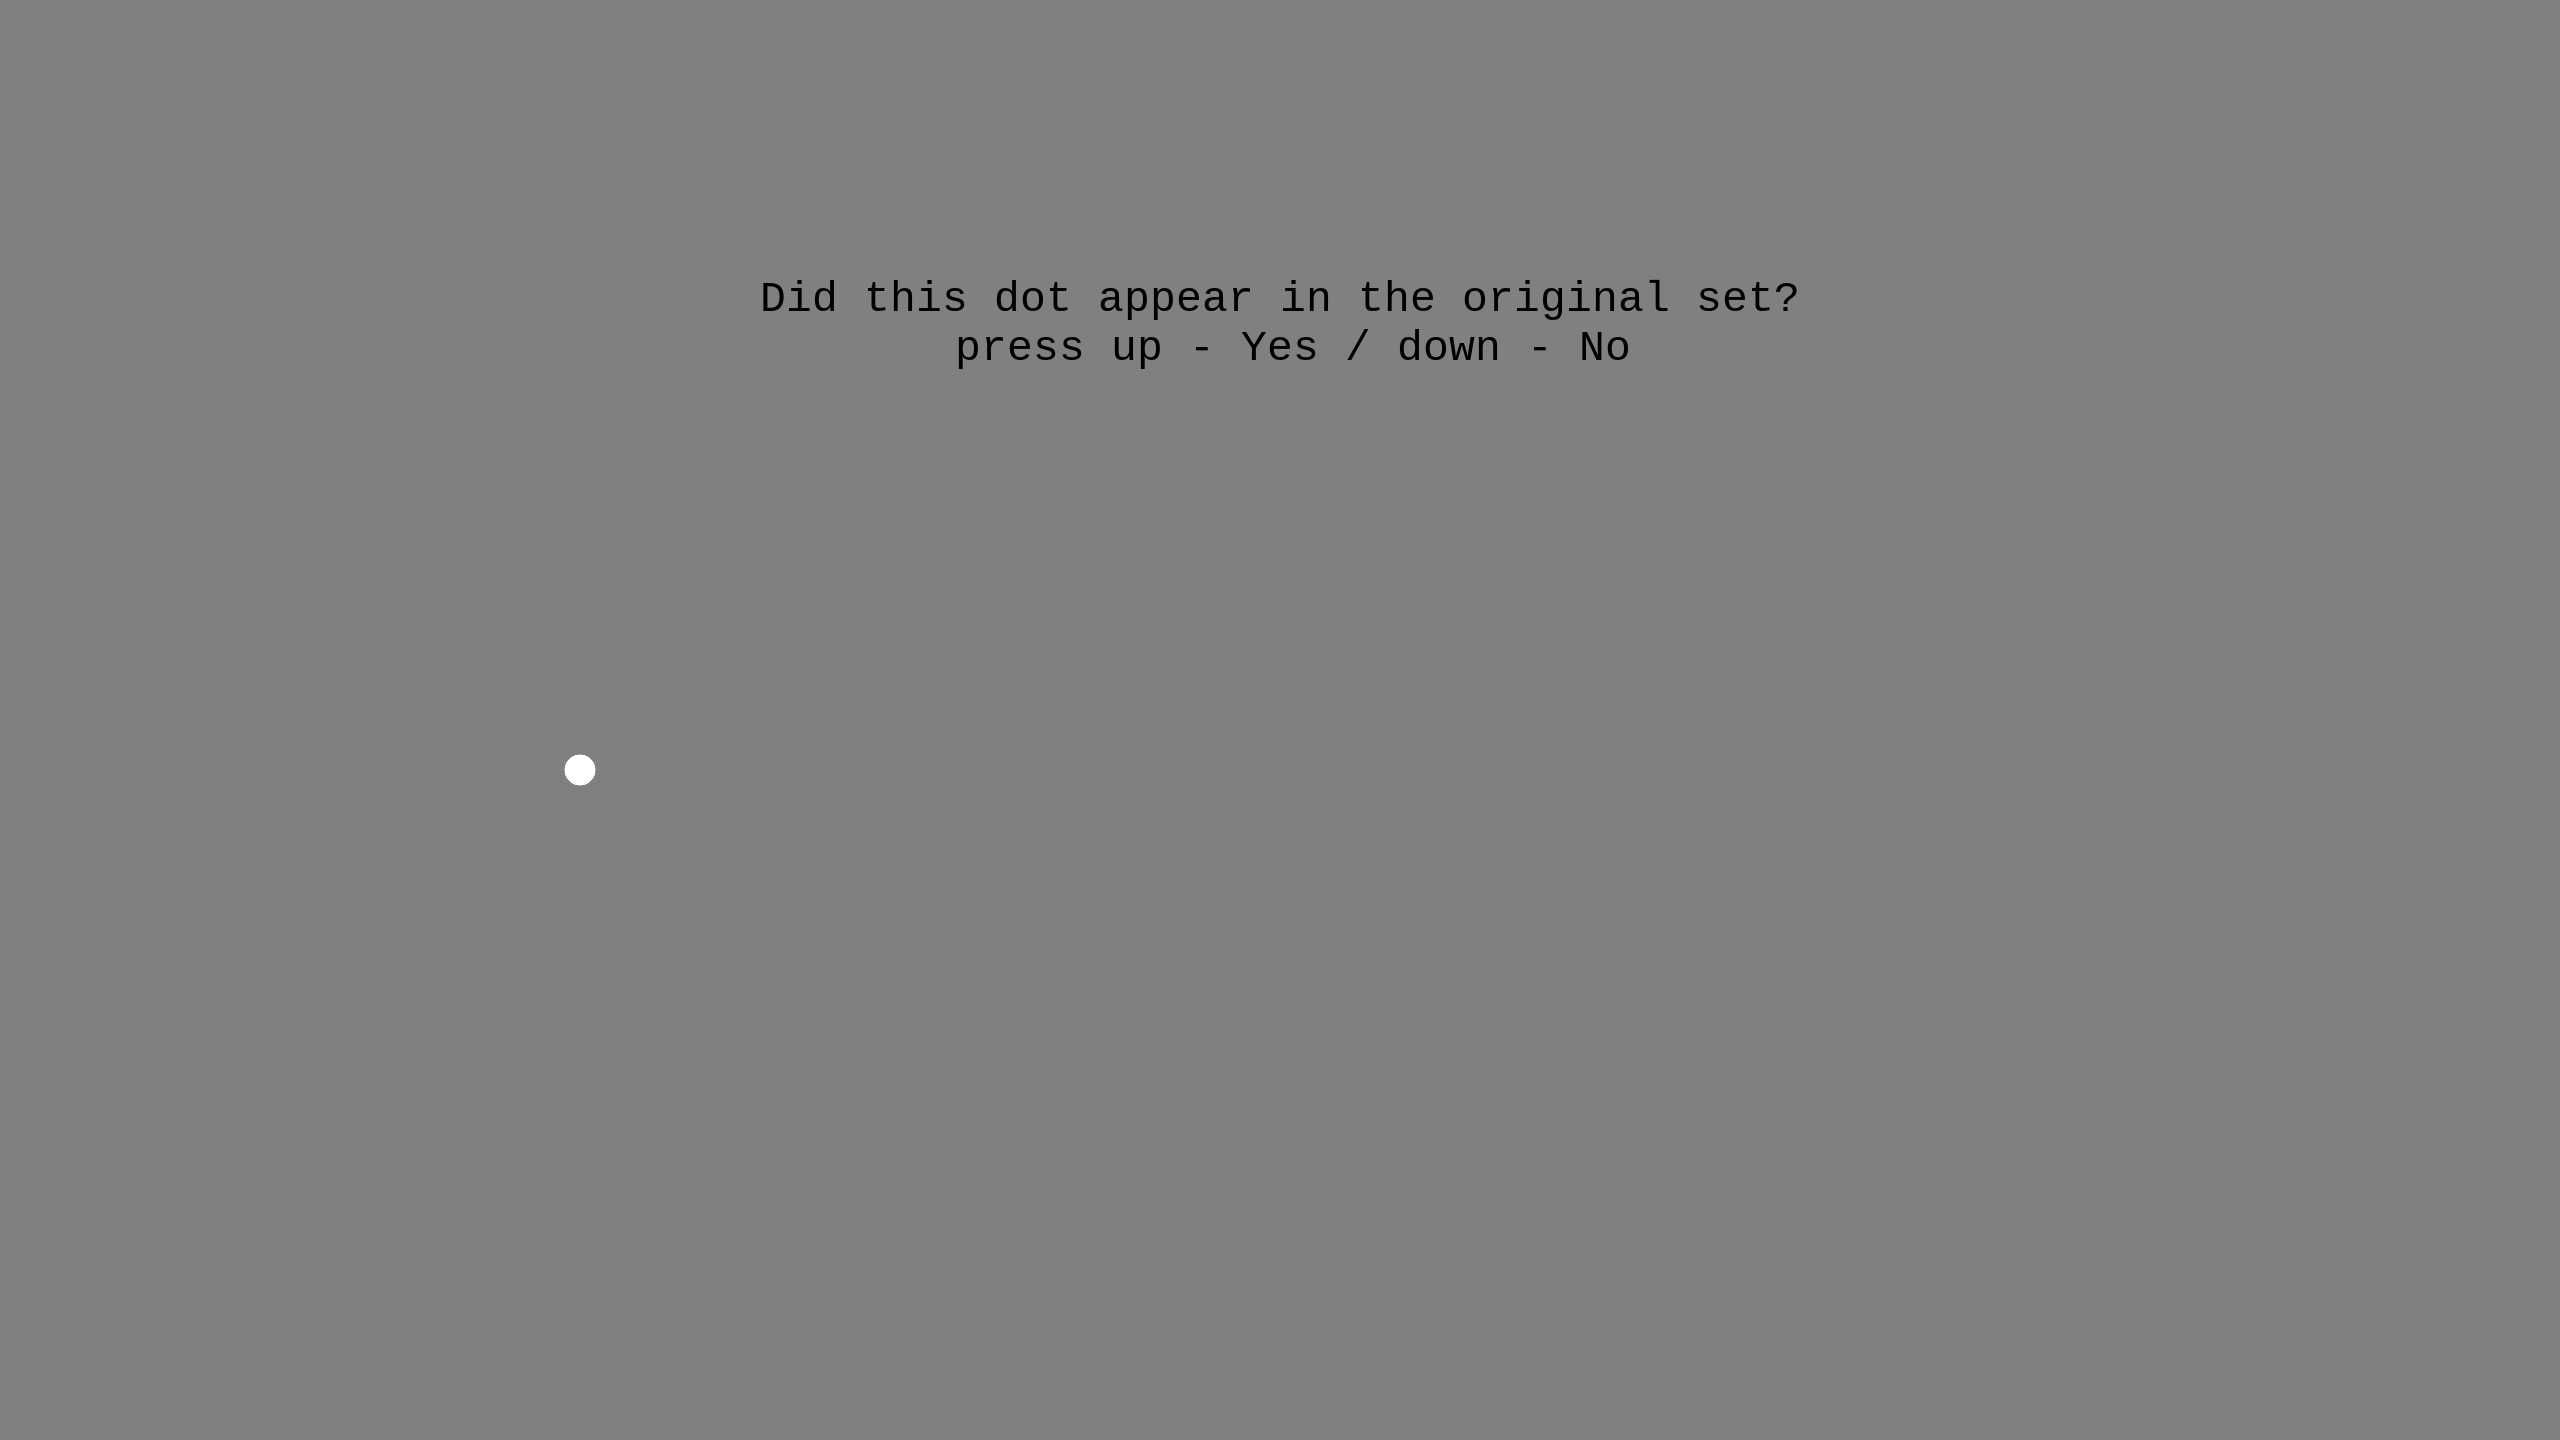 Did this dot appear in the original set?
press up - Yes / down - No